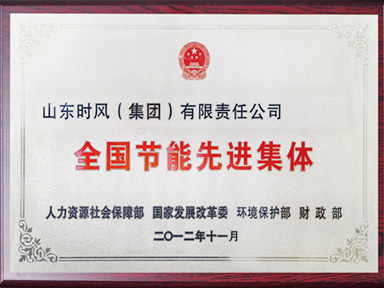 山东时风（集团）有限责任公司
全国节能先进集体
人力资源社会保障部 国家发展改革委 环境保护部 财政部
二〇一二年十一月